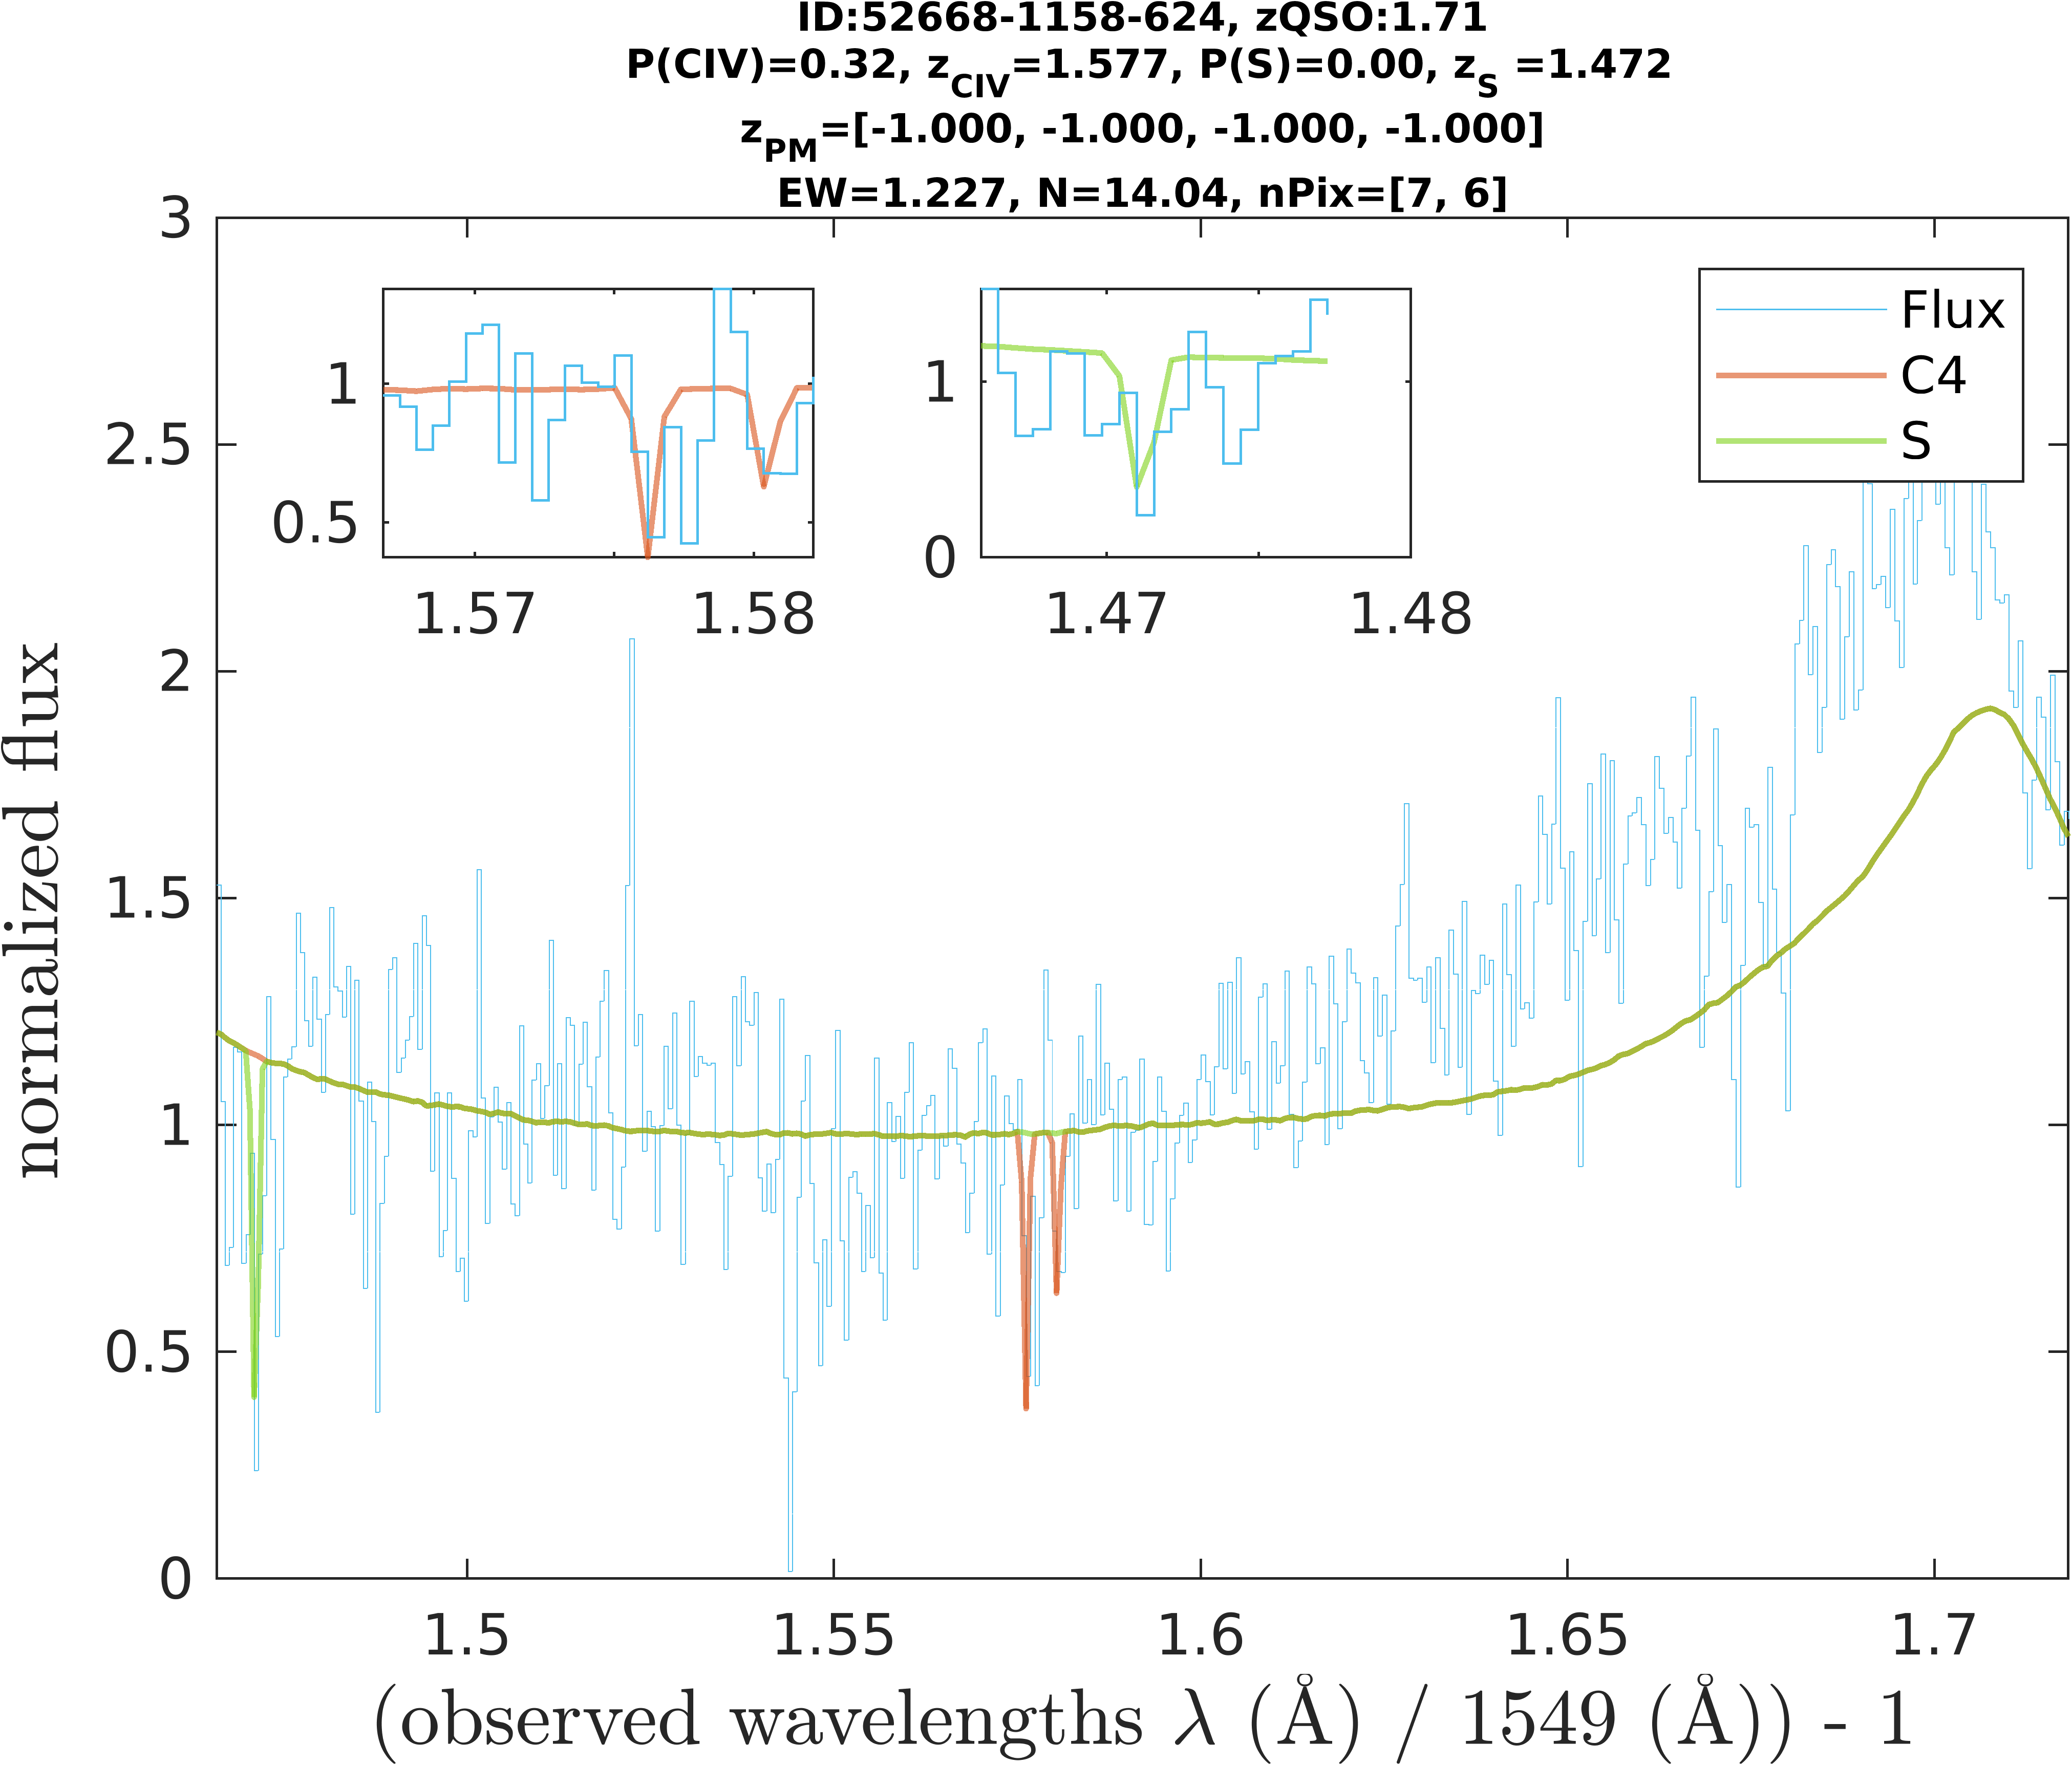 ID:52668-1158-624, zQSO:1.71
P(CIV)=0.32, zCIV=1.577, P(S)=0.00, zS =1.472
zPM=[-1.000, -1.000, -1.000, -1.000]
EW=1.227, N=14.04, nPix=[7, 6]
3
2.5
2
1.5
1
0.5
0
normalized flux
1
0.5
1.57 1.58
1
0
1.47 1.48
Flux
C4
S
1.5 1.55 1.6 1.65 1.7
(observed wavelengths λ (Å) / 1549 (Å)) - 1